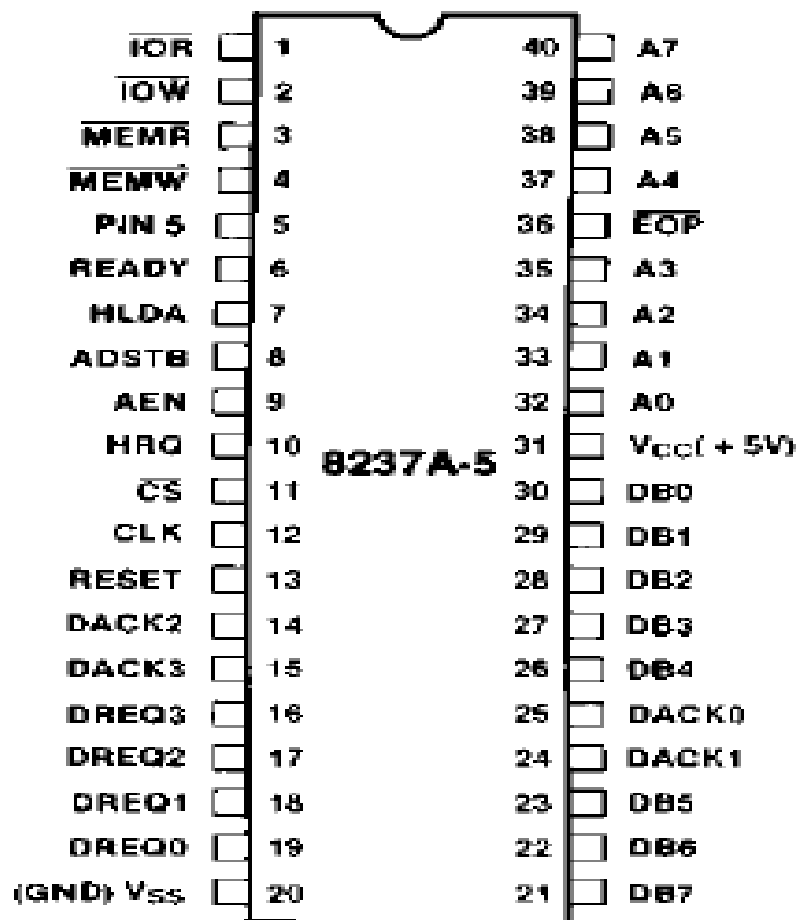 IOR 1 40 A7
IOW 2 39 A6
MEMR 3 38 A5
MEMW 4 37 A4
PIN 5 5 36 EOP
READY 6 35 A3
HLDA 7 34 A2
ADSTB 8 33 A1
AEN 9 32 A0
HRQ 10 31 VCC( + 5V)
8237A-5
CS 11 30 DB0
CLK 12 29 DB1
RESET 13 28 DB2
DACK2 14 27 DB3
DACK3 15 26 DB4
DREQ3 16 25 DACK0
DREQ2 17 24 DACK1
DREQ1 18 23 DB5
DREQ0 19 22 DB6
(GND) VSS 20 21 DB7